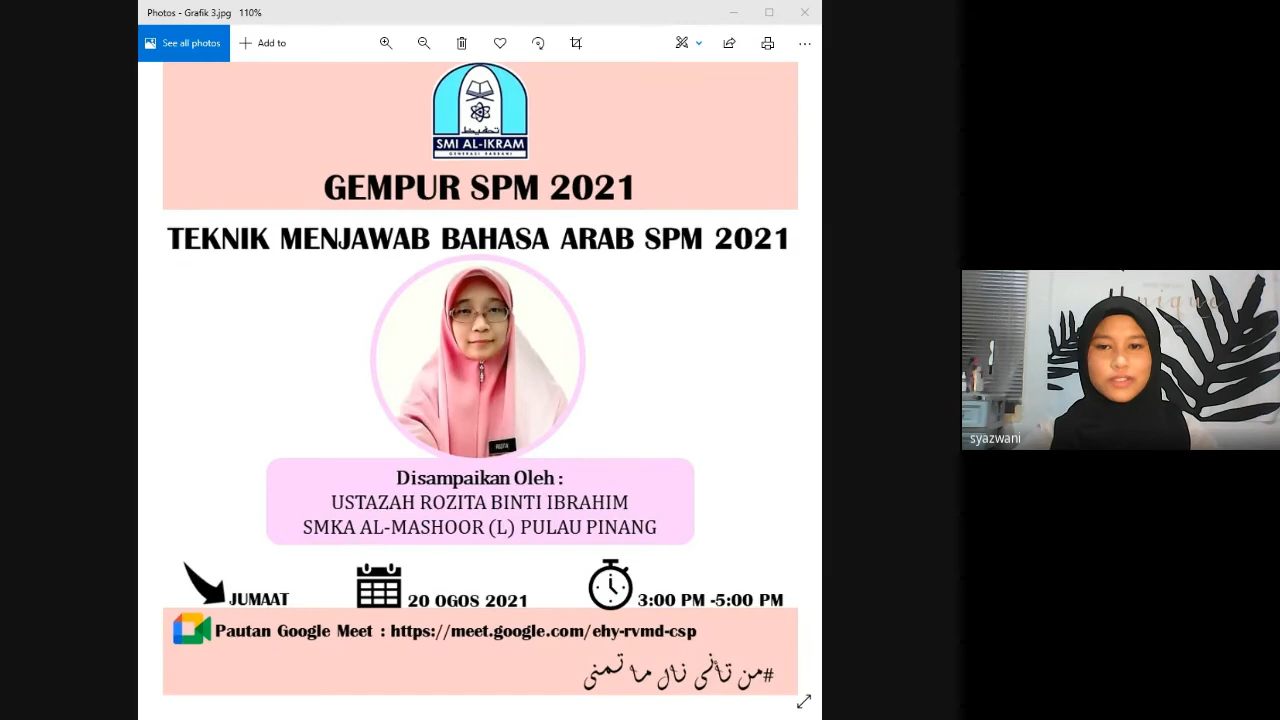 Photos - Grafik 3.jpg 110%
See all photos
Add to
SMI AL-IKRAM
GENERASI RABBANI
GEMPUR SPM 2021
TEKNIK MENJAWAB BAHASA ARAB SPM 2021
Disampaikan Oleh :
USTAZAH ROZITA BINTI IBRAHIM
SMKA AL-MASHOOR (L) PULAU PINANG
JUMAAT
20 OGOS 2021
3:00 PM -5:00 PM
Pautan Google Meet : https://meet.google.com/ehy-rvmd-csp
#من تأنى نال ما تمنى
nique
syazwani